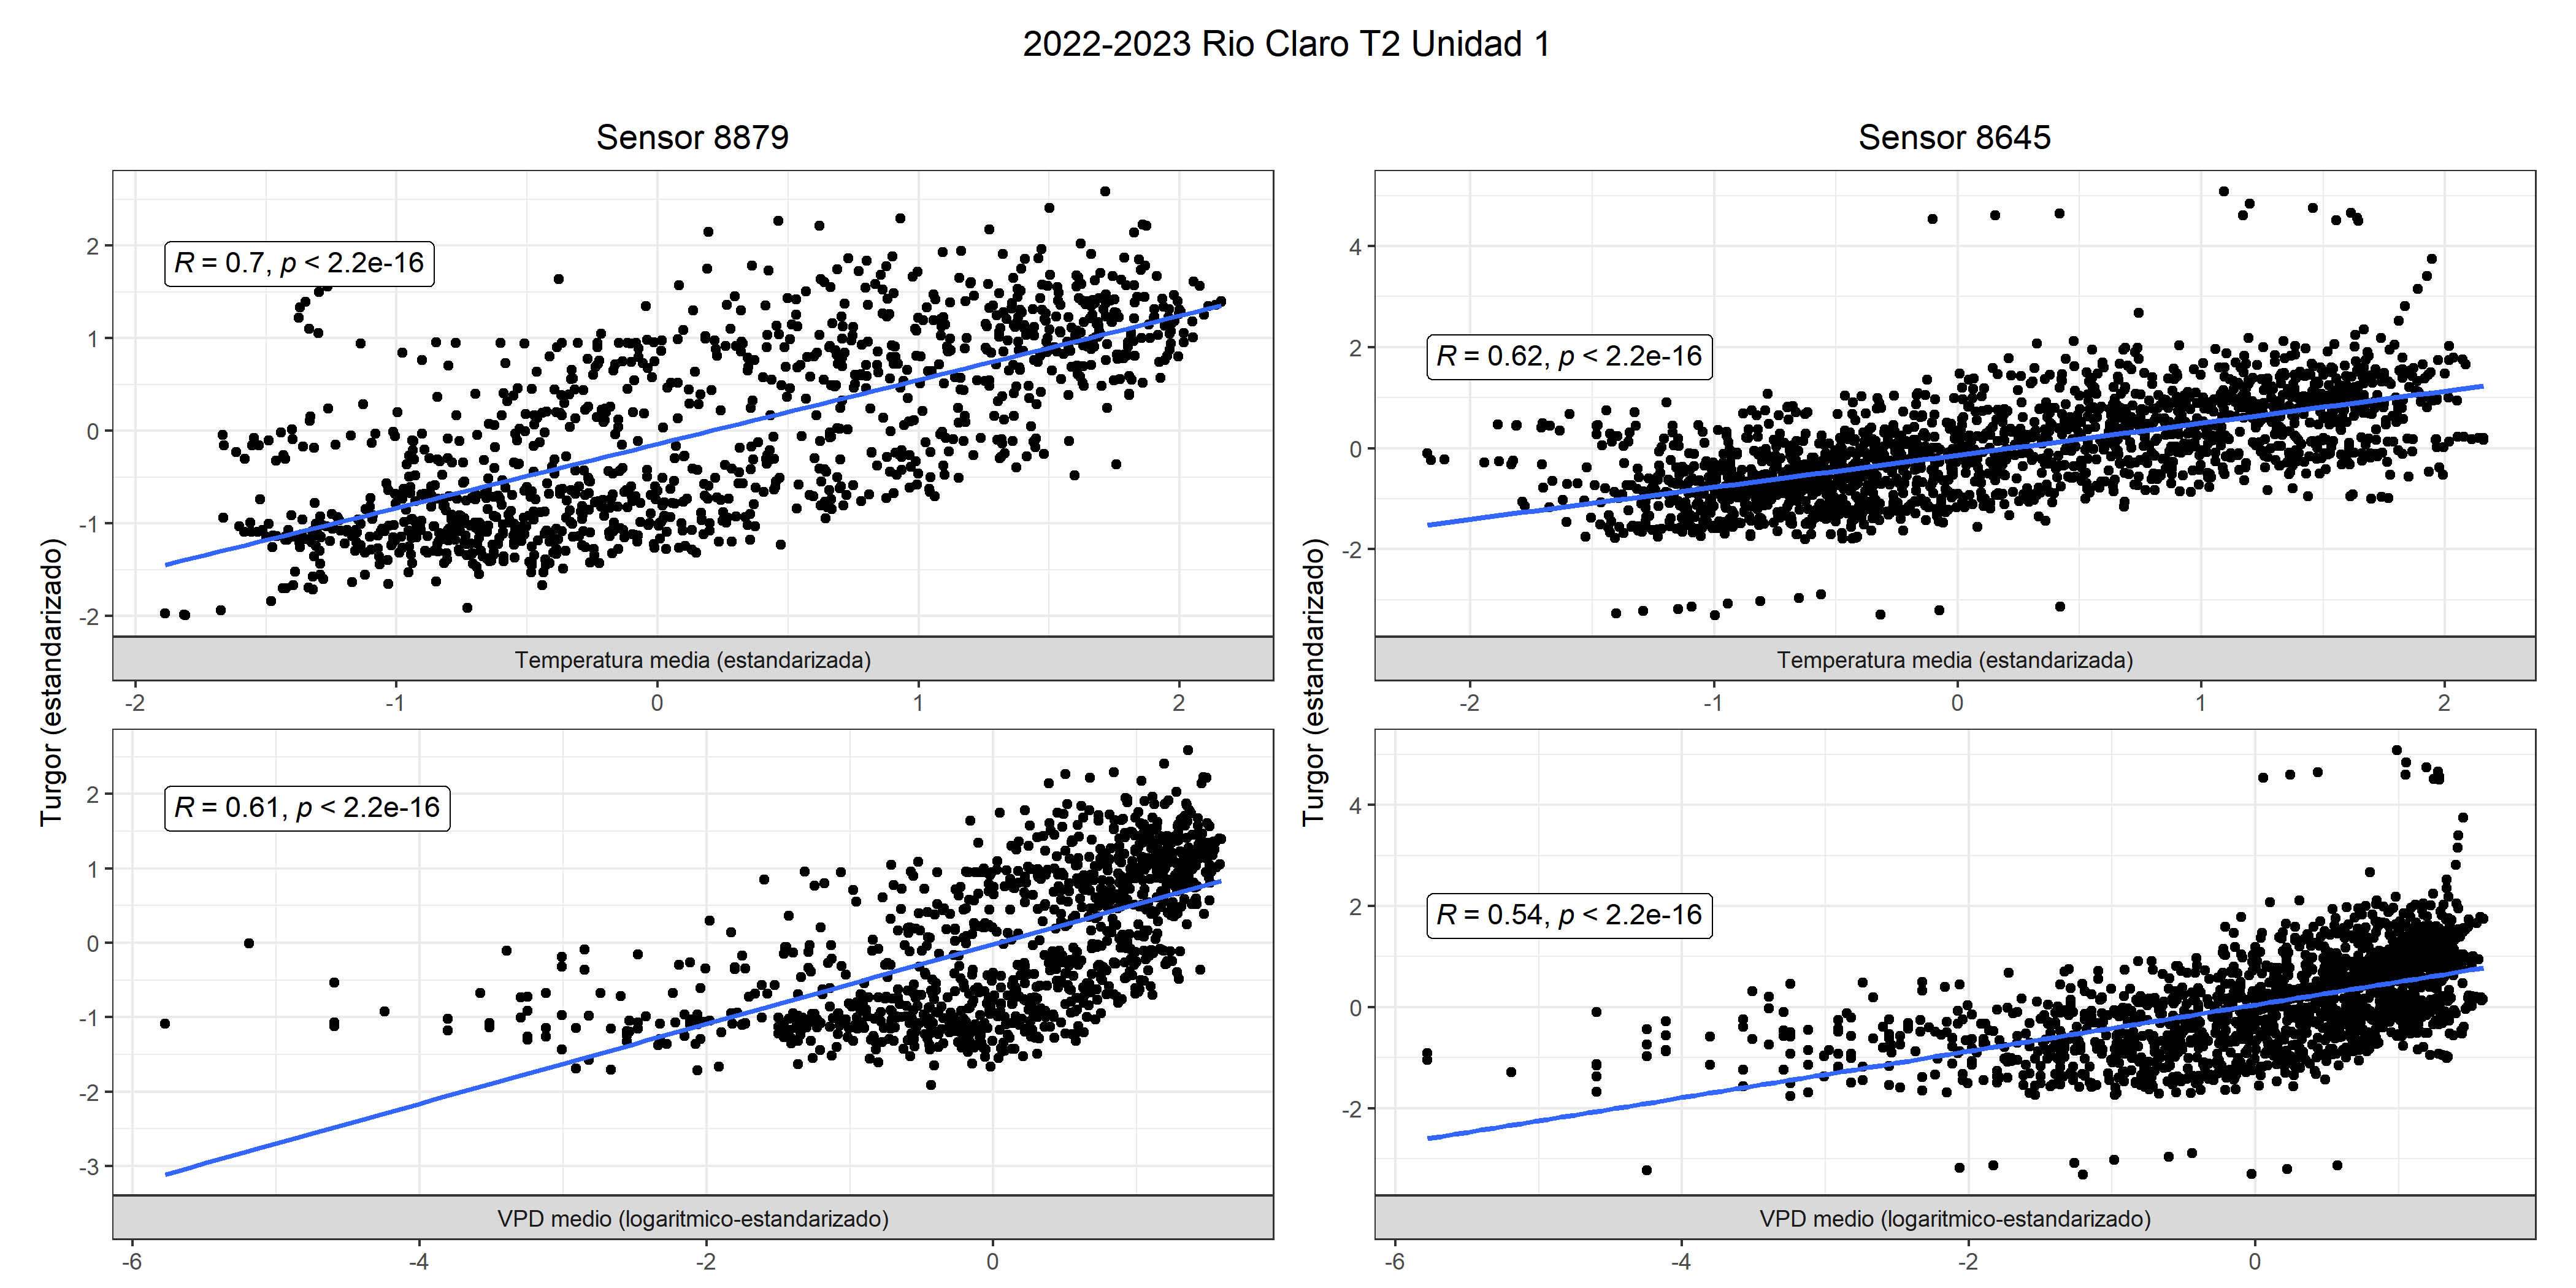 2022-2023 Rio Claro T2 Unidad 1
Sensor 8879
Turgor (estandarizado)
2
1
0
-1
-2
R = 0.7, p < 2.2e-16
Temperatura media (estandarizada)
-2 -1 0 1 2
2
1
0
-1
-2
-3
R = 0.61, p < 2.2e-16
VPD medio (logaritmico-estandarizado)
-6 -4 -2 0
Sensor 8645
Turgor (estandarizado)
4
2
0
-2
R = 0.62, p < 2.2e-16
Temperatura media (estandarizada)
-2 -1 0 1 2
4
2
0
-2
R = 0.54, p < 2.2e-16
VPD medio (logaritmico-estandarizado)
-6 -4 -2 0